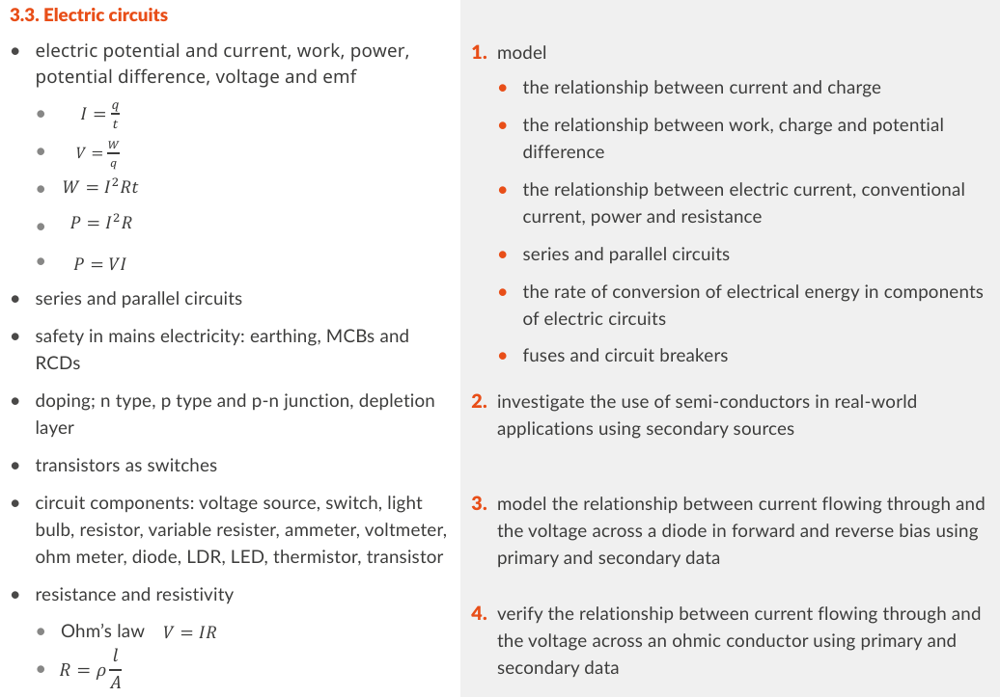 3.3. Electric circuits
• electric potential and current, work, power,
potential difference, voltage and emf
• I = q/t
• V = W/q
• W = I²Rt
• P = I²R
• P = VI
• series and parallel circuits
• safety in mains electricity: earthing, MCBs and
RCDs
• doping; n type, p type and p-n junction, depletion
layer
• transistors as switches
• circuit components: voltage source, switch, light
bulb, resistor, variable resister, ammeter, voltmeter,
ohm meter, diode, LDR, LED, thermistor, transistor
• resistance and resistivity
• Ohm’s law V = IR
• R = ρ l/A
1. model
• the relationship between current and charge
• the relationship between work, charge and potential
difference
• the relationship between electric current, conventional
current, power and resistance
• series and parallel circuits
• the rate of conversion of electrical energy in components
of electric circuits
• fuses and circuit breakers
2. investigate the use of semi-conductors in real-world
applications using secondary sources
3. model the relationship between current flowing through and
the voltage across a diode in forward and reverse bias using
primary and secondary data
4. verify the relationship between current flowing through and
the voltage across an ohmic conductor using primary and
secondary data